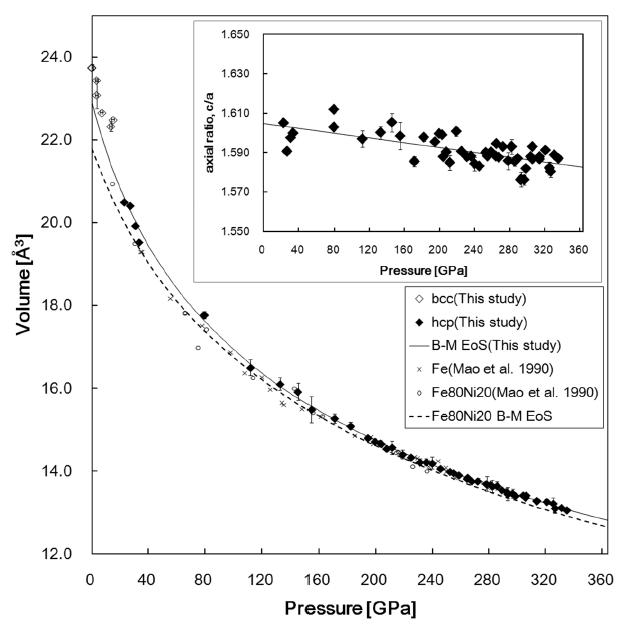 24.0
22.0
20.0
18.0
16.0
14.0
12.0
Volume [Å³]
0 40 80 120 160 200 240 280 320 360
Pressure [GPa]
1.650
1.630
1.610
1.590
1.570
1.550
axial ratio, c/a
0 40 80 120 160 200 240 280 320 360
Pressure [GPa]
bcc(This study)
hcp(This study)
B-M EoS(This study)
Fe(Mao et al. 1990)
Fe80Ni20(Mao et al. 1990)
Fe80Ni20 B-M EoS